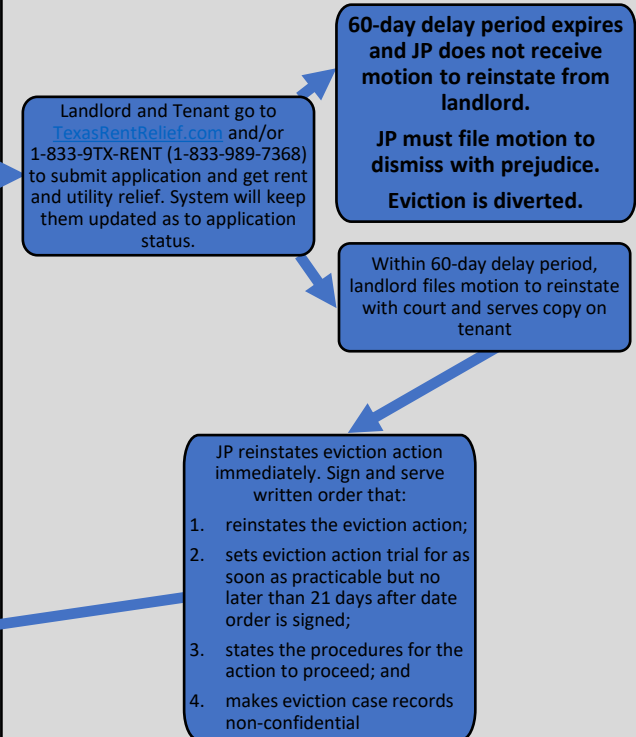 60-day delay period expires
and JP does not receive
motion to reinstate from
landlord.
JP must file motion to
dismiss with prejudice.
Eviction is diverted.
Landlord and Tenant go to
TexasRentRelief.com and/or
1-833-9TX-RENT (1-833-989-7368)
to submit application and get rent
and utility relief. System will keep
them updated as to application
status.
Within 60-day delay period,
landlord files motion to reinstate
with court and serves copy on
tenant
JP reinstates eviction action
immediately. Sign and serve
written order that:
1. reinstates the eviction action;
2. sets eviction action trial for as
soon as practicable but no
later than 21 days after date
order is signed;
3. states the procedures for the
action to proceed; and
4. makes eviction case records
non-confidential